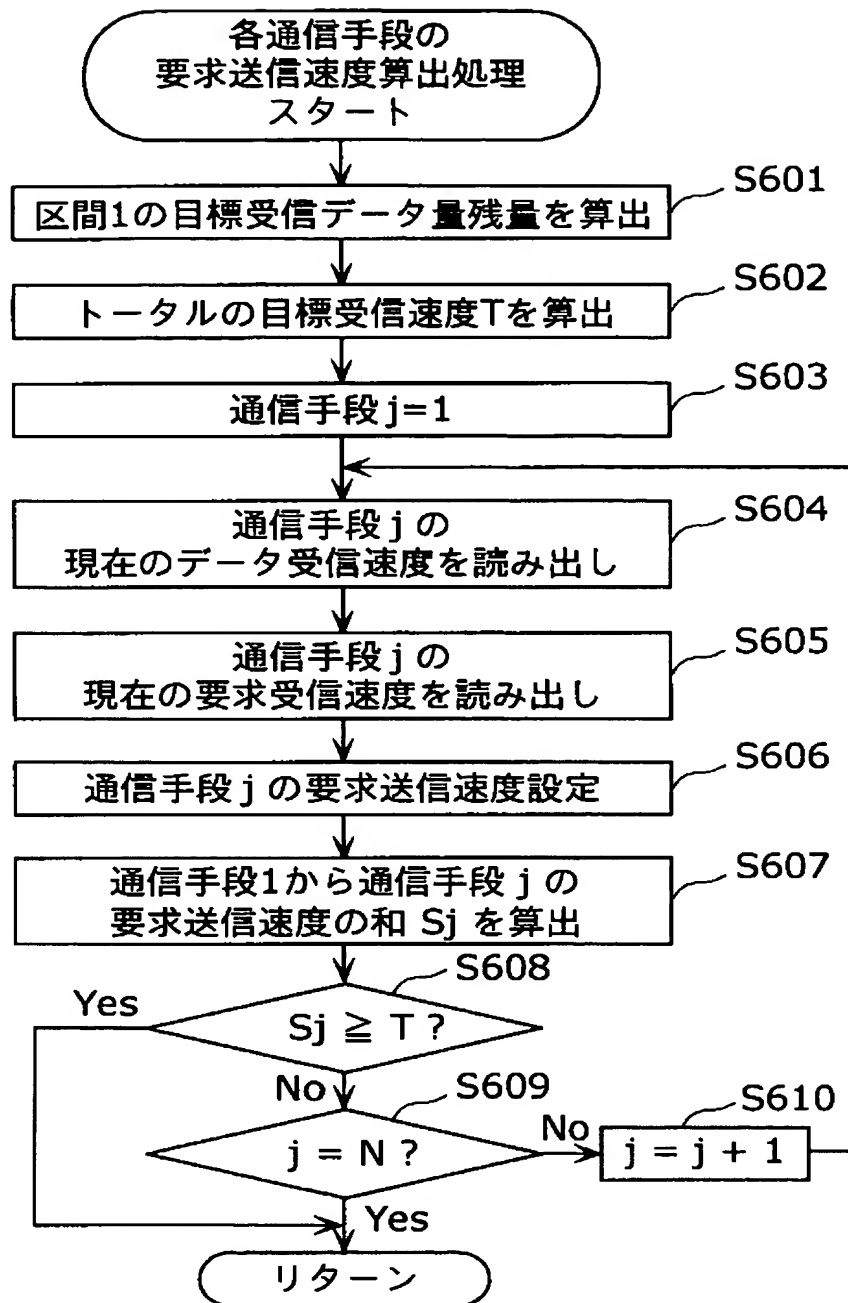 各通信手段の
要求送信速度算出処理
スタート
S601
区間1の目標受信データ量残量を算出
S602
トータルの目標受信速度Tを算出
S603
通信手段j=1
S604
通信手段jの
現在のデータ受信速度を読み出し
S605
通信手段jの
現在の要求受信速度を読み出し
S606
通信手段jの要求送信速度設定
S607
通信手段1から通信手段jの
要求送信速度の和 Sj を算出
S608
Yes
Sj ≧ T ?
No
S609
S610
j = N ?
No
j = j + 1
Yes
リターン